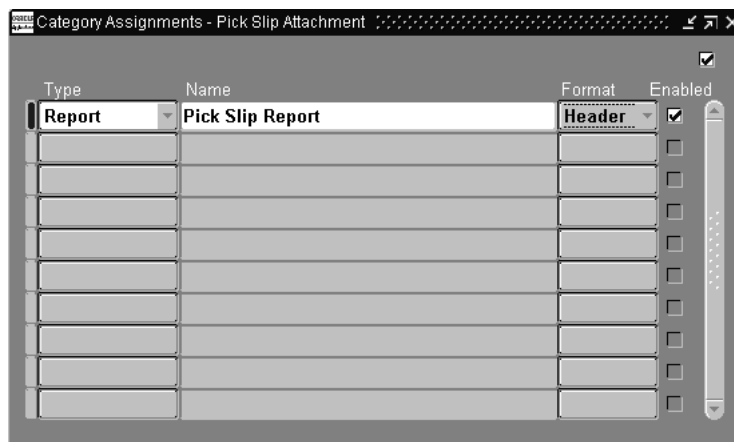 Category Assignments - Pick Slip Attachment
Type Name Format Enabled
Report Pick Slip Report Header